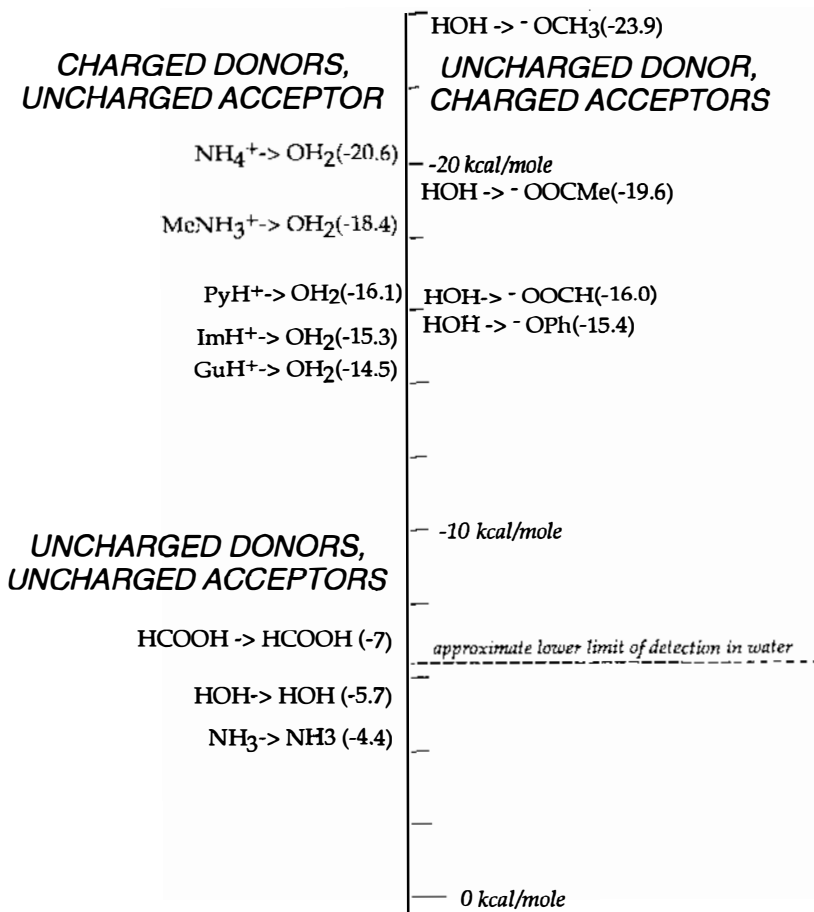 HOH -> - OCH3(-23.9)
CHARGED DONORS,
UNCHARGED ACCEPTOR
UNCHARGED DONOR,
CHARGED ACCEPTORS
NH4+-> OH2(-20.6)
-20 kcal/mole
HOH -> - OOCMe(-19.6)
MeNH3+-> OH2(-18.4)
PyH+-> OH2(-16.1)
HOH-> - OOCH(-16.0)
HOH -> - OPh(-15.4)
ImH+-> OH2(-15.3)
GuH+-> OH2(-14.5)
-10 kcal/mole
UNCHARGED DONORS,
UNCHARGED ACCEPTORS
HCOOH -> HCOOH (-7)
approximate lower limit of detection in water
HOH-> HOH (-5.7)
NH3-> NH3 (-4.4)
0 kcal/mole